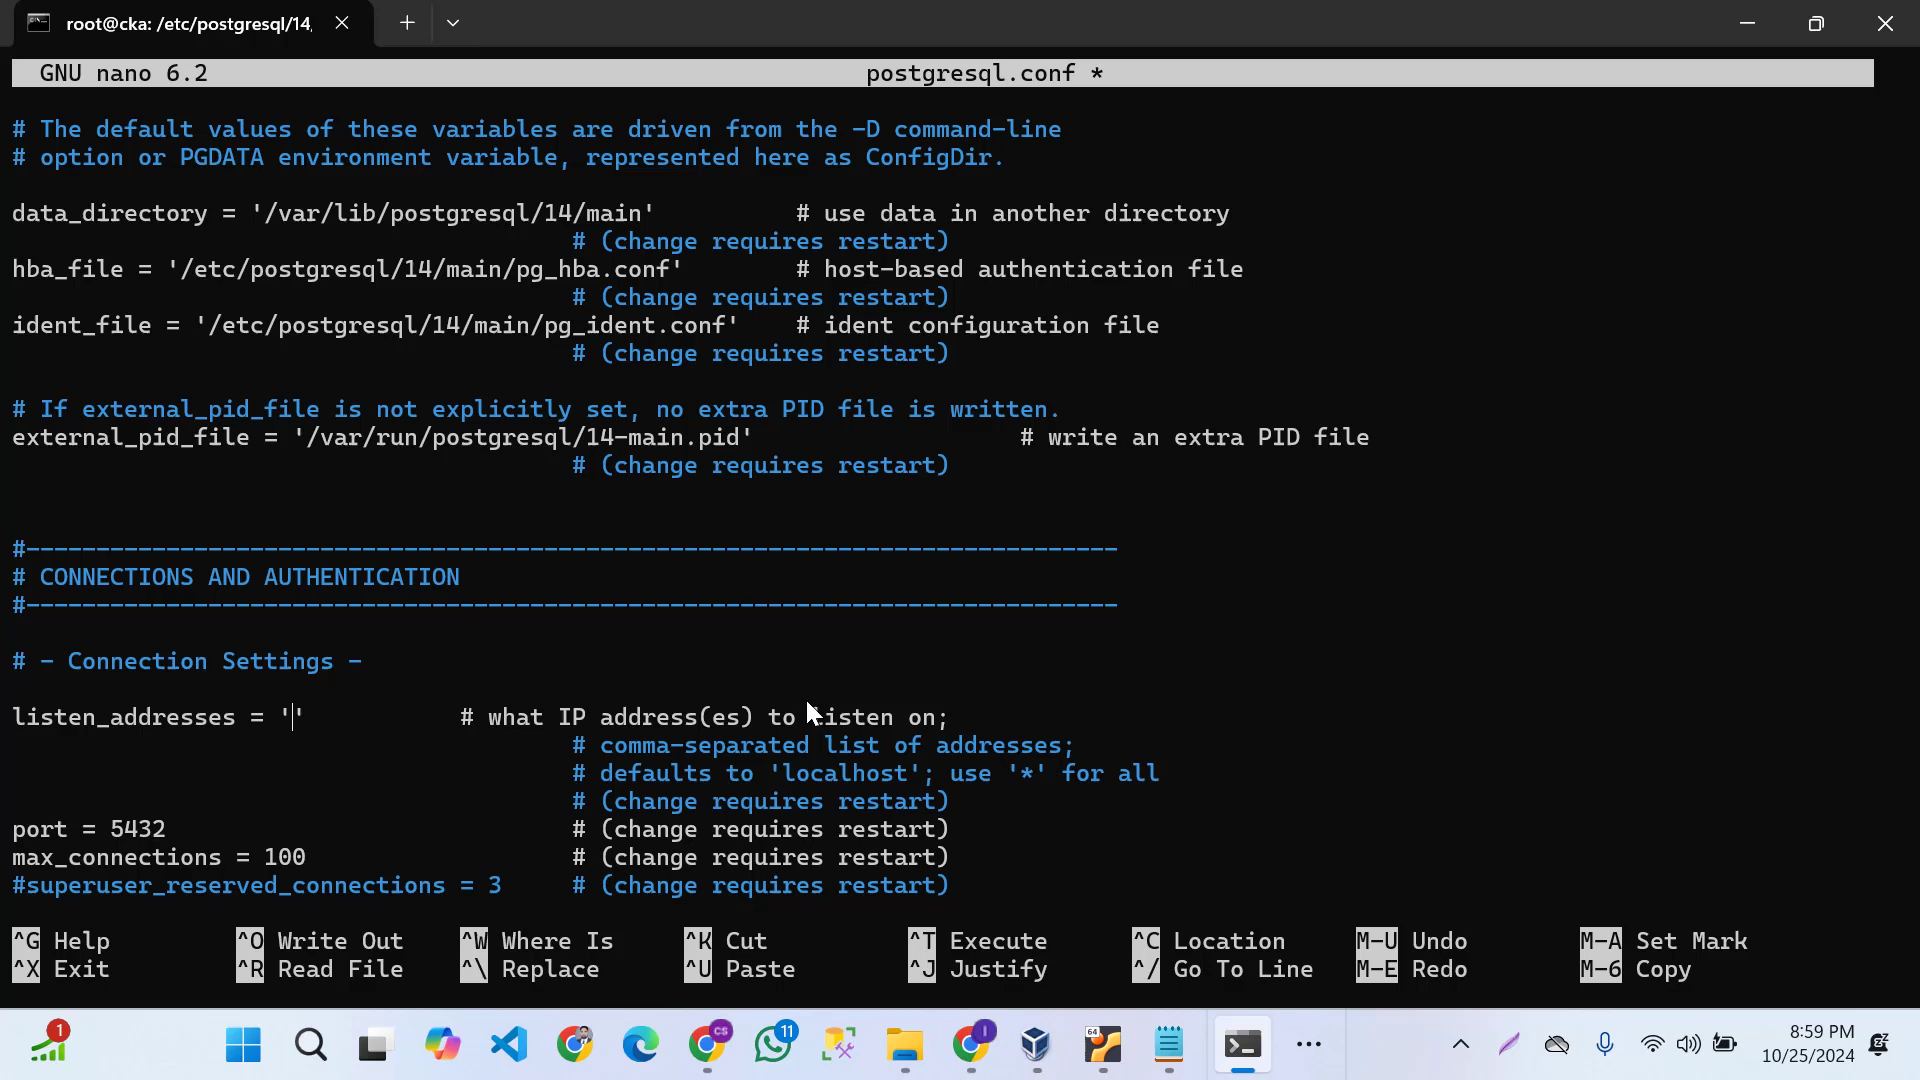 root@cka: /etc/postgresql/14,
GNU nano 6.2 postgresql.conf *
# The default values of these variables are driven from the -D command-line
# option or PGDATA environment variable, represented here as ConfigDir.
data_directory = '/var/lib/postgresql/14/main' # use data in another directory
# (change requires restart)
hba_file = '/etc/postgresql/14/main/pg_hba.conf' # host-based authentication file
# (change requires restart)
ident_file = '/etc/postgresql/14/main/pg_ident.conf' # ident configuration file
# (change requires restart)
# If external_pid_file is not explicitly set, no extra PID file is written.
external_pid_file = '/var/run/postgresql/14-main.pid' # write an extra PID file
# (change requires restart)
#------------------------------------------------------------------------------
# CONNECTIONS AND AUTHENTICATION
#------------------------------------------------------------------------------
# - Connection Settings -
listen_addresses = '' # what IP address(es) to listen on;
# comma-separated list of addresses;
# defaults to 'localhost'; use '*' for all
# (change requires restart)
port = 5432 # (change requires restart)
max_connections = 100 # (change requires restart)
#superuser_reserved_connections = 3 # (change requires restart)
^G Help ^O Write Out ^W Where Is ^K Cut ^T Execute ^C Location M-U Undo M-A Set Mark
^X Exit ^R Read File ^\ Replace ^U Paste ^J Justify ^/ Go To Line M-E Redo M-6 Copy
1
CS
11
I
64
8:59 PM
10/25/2024